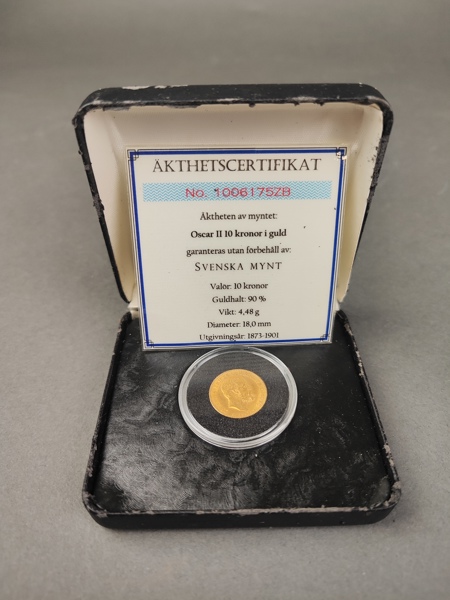 ÄKTHETSCERTIFIKAT
No. 1006175ZB
Äktheten av myntet:
Oscar II 10 kronor i guld
garanteras utan förbehåll av:
SVENSKA MYNT
Valör: 10 kronor
Guldhalt: 90 %
Vikt: 4,48 g
Diameter: 18,0 mm
Utgivningsår: 1873-1901